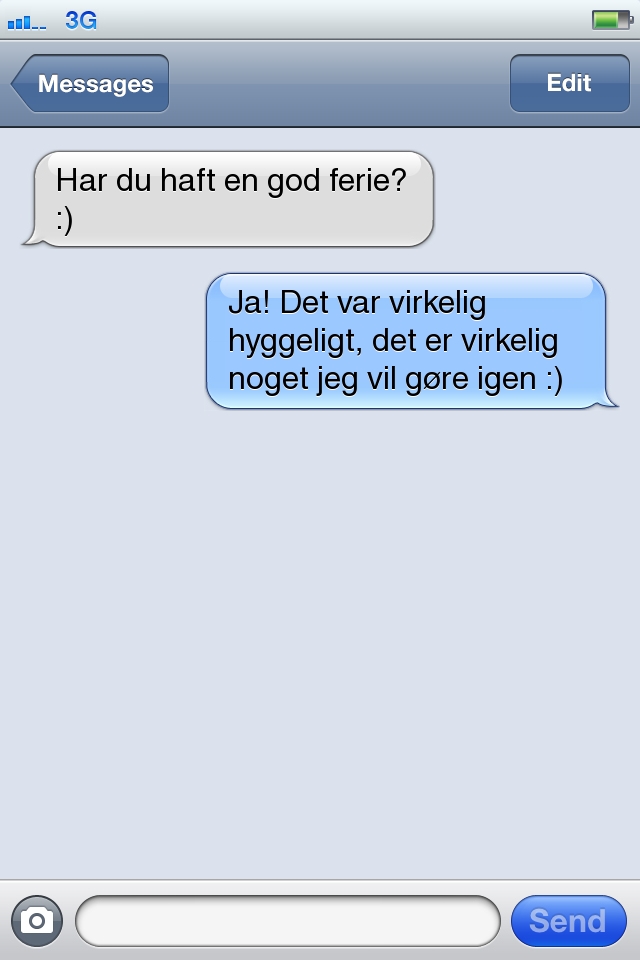 3G
Messages
Edit
Har du haft en god ferie?
:)
Ja! Det var virkelig
hyggeligt, det er virkelig
noget jeg vil gøre igen :)
Send